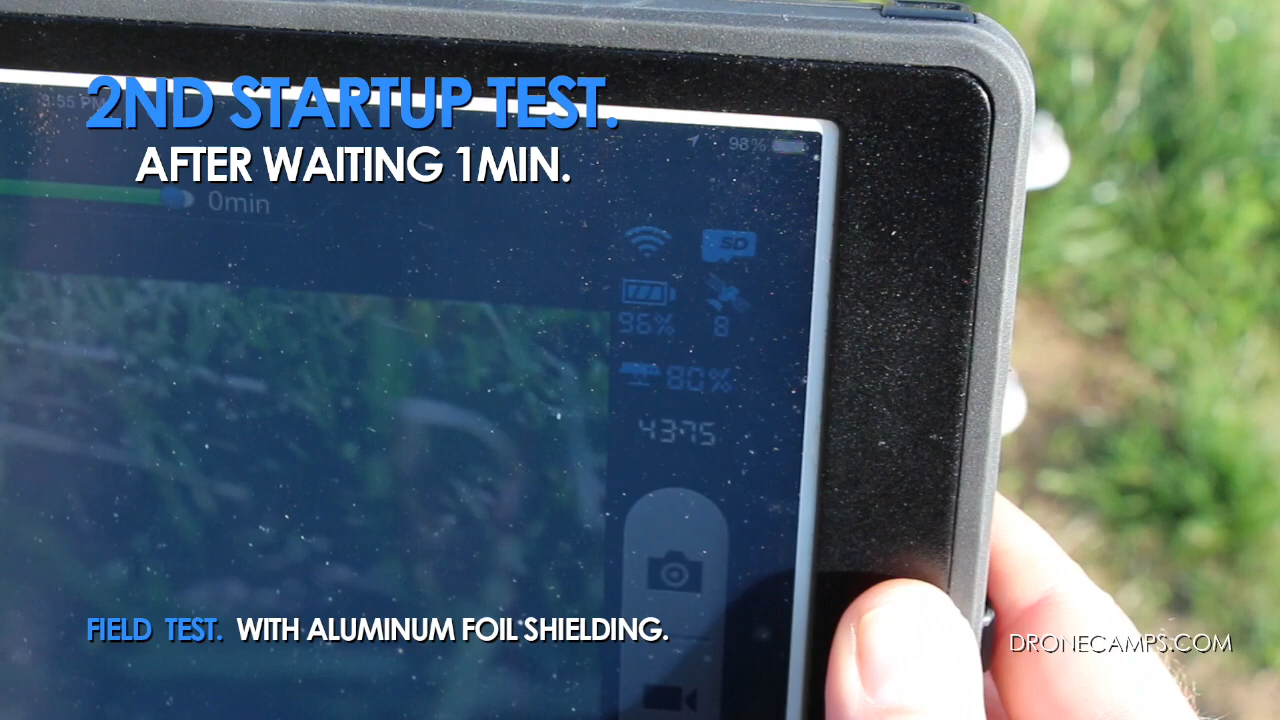 2ND STARTUP TEST.
AFTER WAITING 1MIN.
98%
0min
SD
96% 8
80%
4375
FIELD TEST. WITH ALUMINUM FOIL SHIELDING.
DRONECAMPS.COM